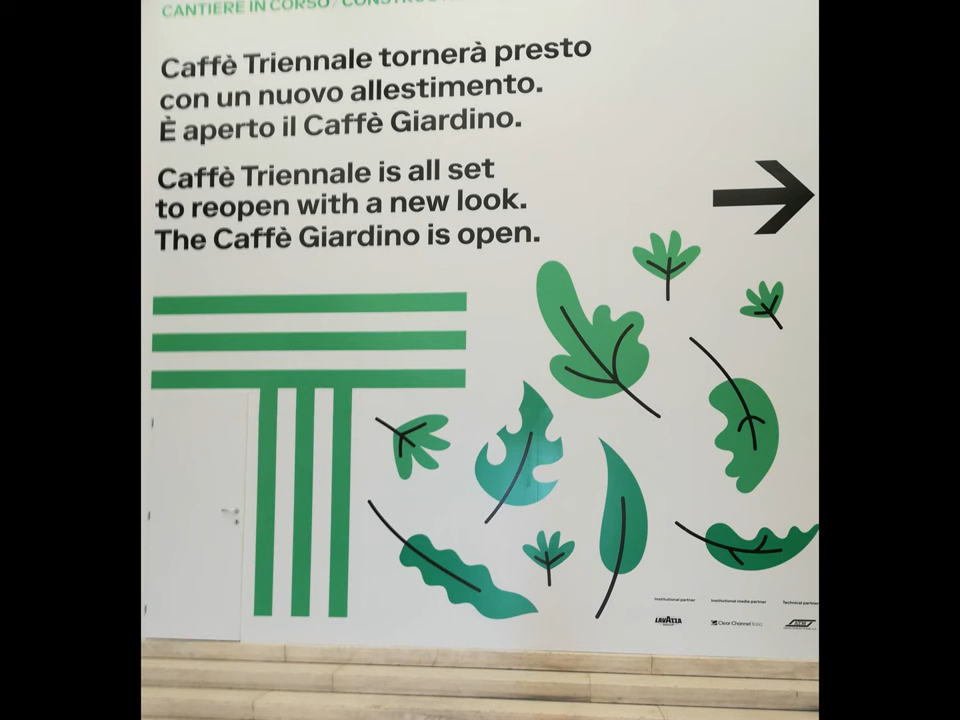 CANTIERE IN CORSO / CONSTRUCTION
Caffè Triennale tornerà presto
con un nuovo allestimento.
È aperto il Caffè Giardino.
Caffè Triennale is all set
to reopen with a new look.
The Caffè Giardino is open.
Institutional partner
Institutional media partner
Technical partner
LAVAZZA
Clear Channel Italia